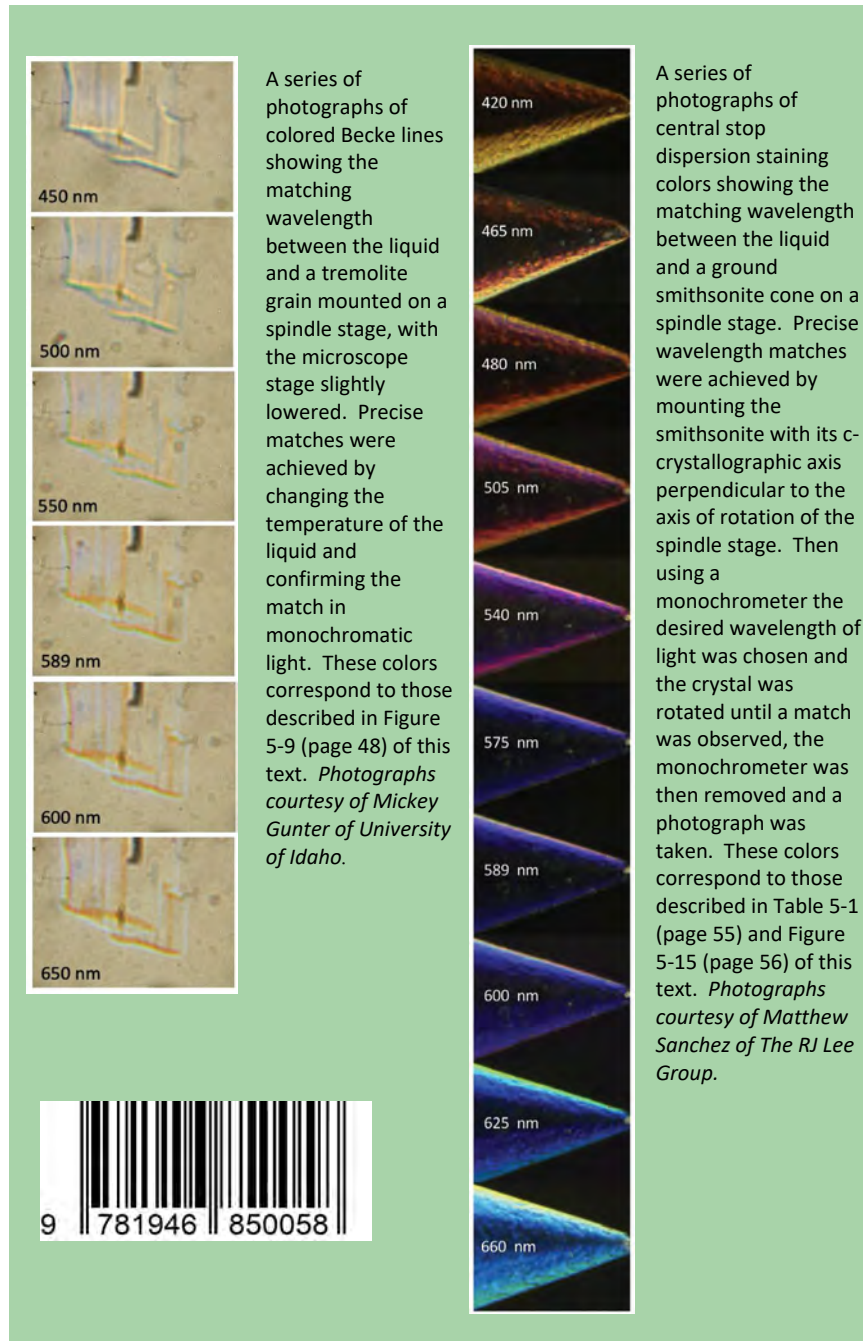 450 nm
500 nm
550 nm
589 nm
600 nm
650 nm
A series of
photographs of
colored Becke lines
showing the
matching
wavelength
between the liquid
and a tremolite
grain mounted on a
spindle stage, with
the microscope
stage slightly
lowered.  Precise
matches were
achieved by
changing the
temperature of the
liquid and
confirming the
match in
monochromatic
light.  These colors
correspond to those
described in Figure
5-9 (page 48) of this
text.  Photographs
courtesy of Mickey
Gunter of University
of Idaho.
420 nm
465 nm
480 nm
505 nm
540 nm
575 nm
589 nm
600 nm
625 nm
660 nm
A series of
photographs of
central stop
dispersion staining
colors showing the
matching wavelength
between the liquid
and a ground
smithsonite cone on a
spindle stage.  Precise
wavelength matches
were achieved by
mounting the
smithsonite with its c-
crystallographic axis
perpendicular to the
axis of rotation of the
spindle stage.  Then
using a
monochrometer the
desired wavelength of
light was chosen and
the crystal was
rotated until a match
was observed, the
monochrometer was
then removed and a
photograph was
taken.  These colors
correspond to those
described in Table 5-1
(page 55) and Figure
5-15 (page 56) of this
text.  Photographs
courtesy of Matthew
Sanchez of The RJ Lee
Group.
9 781946 850058